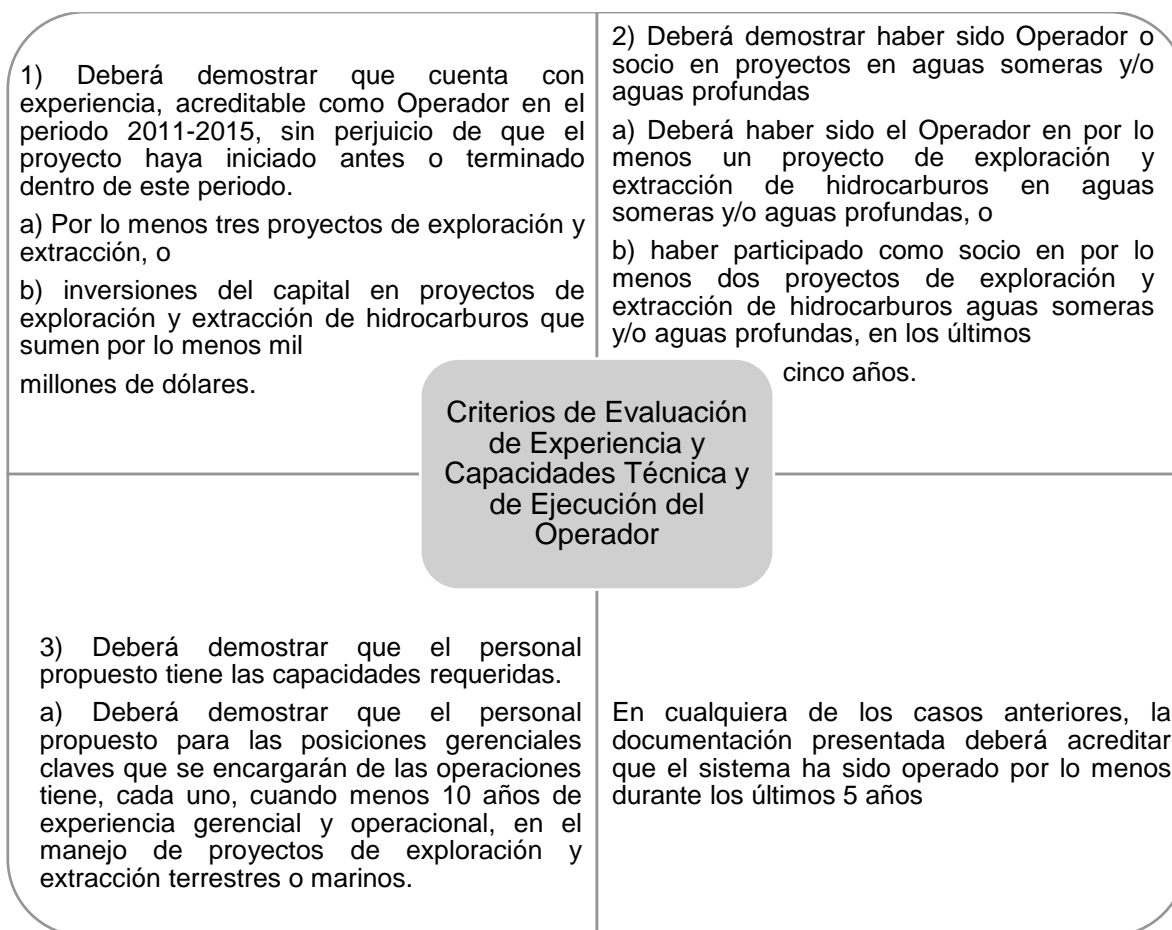 1) Deberá demostrar que cuenta con
experiencia, acreditable como Operador en el
periodo 2011-2015, sin perjuicio de que el
proyecto haya iniciado antes o terminado
dentro de este periodo.
a) Por lo menos tres proyectos de exploración y
extracción, o
b) inversiones del capital en proyectos de
exploración y extracción de hidrocarburos que
sumen por lo menos mil
millones de dólares.
2) Deberá demostrar haber sido Operador o
socio en proyectos en aguas someras y/o
aguas profundas
a) Deberá haber sido el Operador en por lo
menos un proyecto de exploración y
extracción de hidrocarburos en aguas
someras y/o aguas profundas, o
b) haber participado como socio en por lo
menos dos proyectos de exploración y
extracción de hidrocarburos aguas someras
y/o aguas profundas, en los últimos
cinco años.
Criterios de Evaluación
de Experiencia y
Capacidades Técnica y
de Ejecución del
Operador
3) Deberá demostrar que el personal
propuesto tiene las capacidades requeridas.
a) Deberá demostrar que el personal
propuesto para las posiciones gerenciales
claves que se encargarán de las operaciones
tiene, cada uno, cuando menos 10 años de
experiencia gerencial y operacional, en el
manejo de proyectos de exploración y
extracción terrestres o marinos.
En cualquiera de los casos anteriores, la
documentación presentada deberá acreditar
que el sistema ha sido operado por lo menos
durante los últimos 5 años